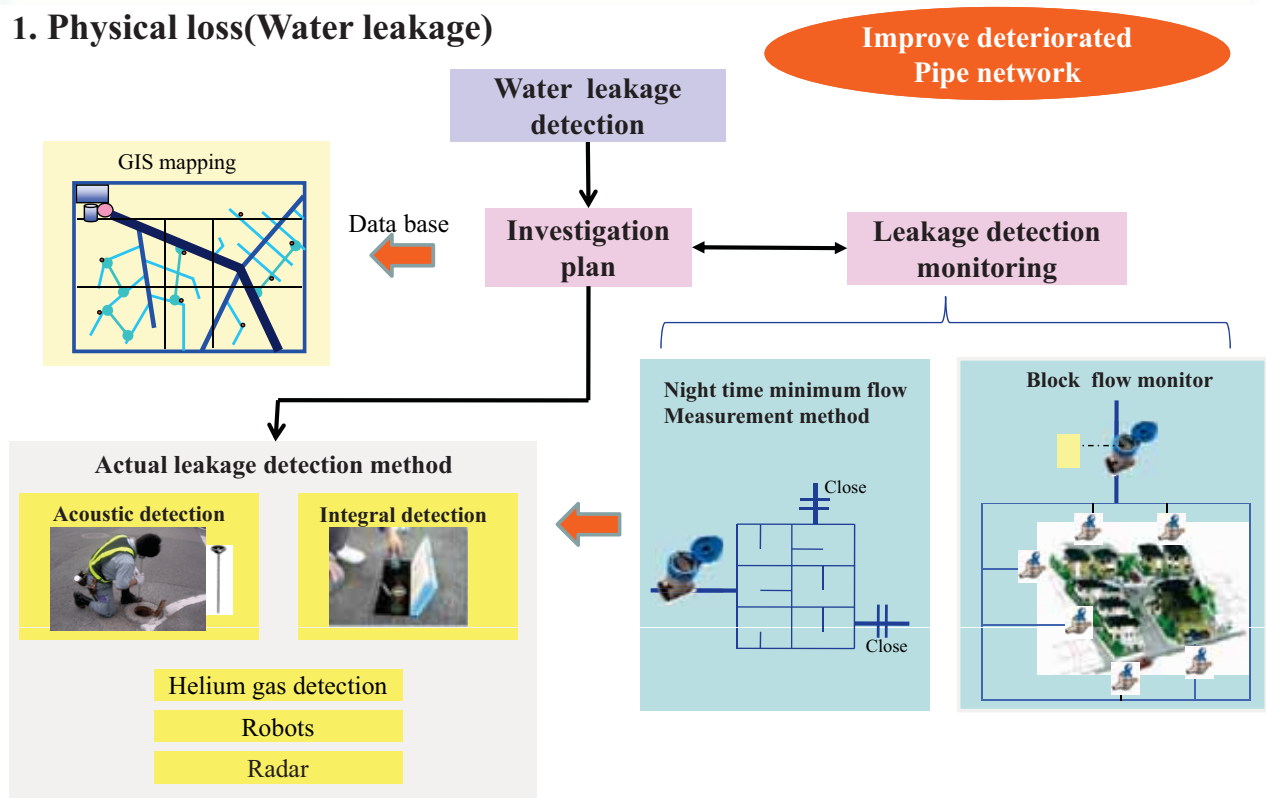 1. Physical loss(Water leakage)
Improve deteriorated
Pipe network
Water leakage
detection
GIS mapping
Data base
Investigation
plan
Leakage detection
monitoring
Night time minimum flow
Measurement method
Close
Close
Block flow monitor
Actual leakage detection method
Acoustic detection
Integral detection
Helium gas detection
Robots
Radar